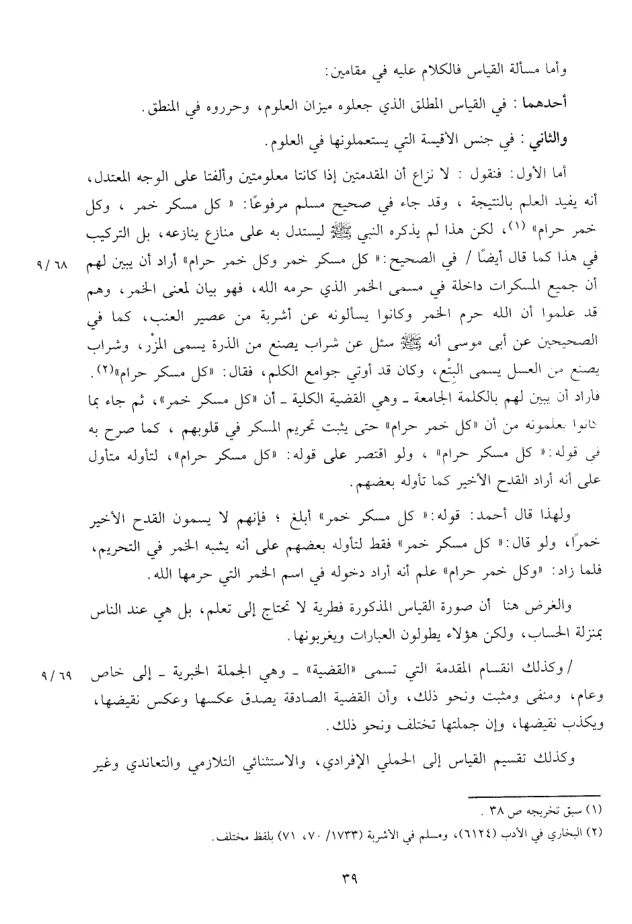 وأما مسألة القياس فالكلام عليه في مقامين:
أحدهما : في القياس المطلق الذي جعلوه ميزان العلوم، وحرروه في المنطق.
والثاني : في جنس الأقيسة التي يستعملونها في العلوم.
أما الأول: فنقول : لا نزاع أن المقدمتين إذا كانتا معلومتين وألفتا على الوجه المعتدل،
أنه يفيد العلم بالنتيجة ، وقد جاء في صحيح مسلم مرفوعًا: « كل مسكر خمر ، وكل
خمر حرام» (١)، لكن هذا لم يذكره النبي ﷺ ليستدل به على منازع ينازعه، بل التركيب
في هذا كما قال أيضًا / في الصحيح: « كل مسكر خمر وكل خمر حرام» أراد أن يبين لهم
٩/ ٦٨
أن جميع المسكرات داخلة في مسمى الخمر الذي حرمه الله، فهو بيان لمعنى الخمر، وهم
قد علموا أن الله حرم الخمر وكانوا يسألونه عن أشربة من عصير العنب، كما في
الصحيحين عن أبى موسى أنه ﷺ سئل عن شراب يصنع من الذرة يسمى المزْر، وشراب
يصنع من العسل يسمى البِتْع، وكان قد أوتي جوامع الكلم، فقال: «كل مسكر حرام»(٢).
فأراد أن يبين لهم بالكلمة الجامعة ـ وهي القضية الكلية ـ أن «كل مسكر خمر»، ثم جاء بما
كانوا يعلمونه من أن «كل خمر حرام» حتى يثبت تحريم المسكر في قلوبهم ، كما صرح به
في قوله: « كل مسكر حرام» ، ولو اقتصر على قوله: «كل مسكر حرام»، لتأوله متأول
على أنه أراد القدح الأخير كما تأوله بعضهم.
ولهذا قال أحمد: قوله: « كل مسكر خمر» أبلغ ؛ فإنهم لا يسمون القدح الأخير
خمرًا، ولو قال: « كل مسكر خمر» فقط لتأوله بعضهم على أنه يشبه الخمر في التحريم،
فلما زاد: «وكل خمر حرام» علم أنه أراد دخوله في اسم الخمر التي حرمها الله.
والغرض هنا أن صورة القياس المذكورة فطرية لا تحتاج إلى تعلم، بل هي عند الناس
بمنزلة الحساب، ولكن هؤلاء يطولون العبارات ويغربونها.
/ وكذلك انقسام المقدمة التي تسمى «القضية» ـ وهي الجملة الخبرية ـ إلى خاص
٩/ ٦٩
وعام، ومنفى ومثبت ونحو ذلك، وأن القضية الصادقة يصدق عكسها وعكس نقيضها،
ويكذب نقيضها، وإن جملتها تختلف ونحو ذلك.
وكذلك تقسيم القياس إلى الحملي الإفرادي، والاستثنائي التلازمي والتعاندي وغير
(١) سبق تخريجه ص ٣٨ .
(٢) البخاري في الأدب (٦١٢٤)، ومسلم في الأشربة (١٧٣٣/ ٧٠، ٧١) بلفظ مختلف.
٣٩